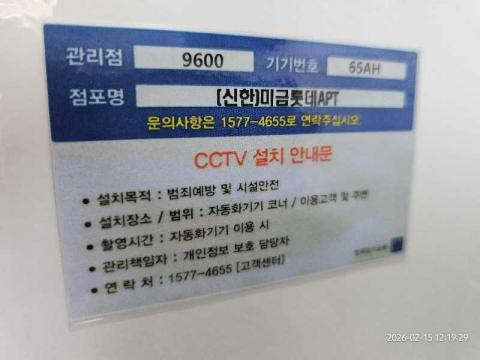 관리점 9600 기기번호 65AH
점포명 [신한]미금롯데APT
문의사항은 1577-4655로 연락주십시오.
CCTV 설치 안내문
• 설치목적 : 범죄예방 및 시설안전
• 설치장소 / 범위 : 자동화기기 코너 / 이용고객 및 주변
• 촬영시간 : 자동화기기 이용 시
• 관리책임자 : 개인정보 보호 담당자
• 연 락 처 : 1577-4655 [고객센터]
2026-02-15 12:19:29